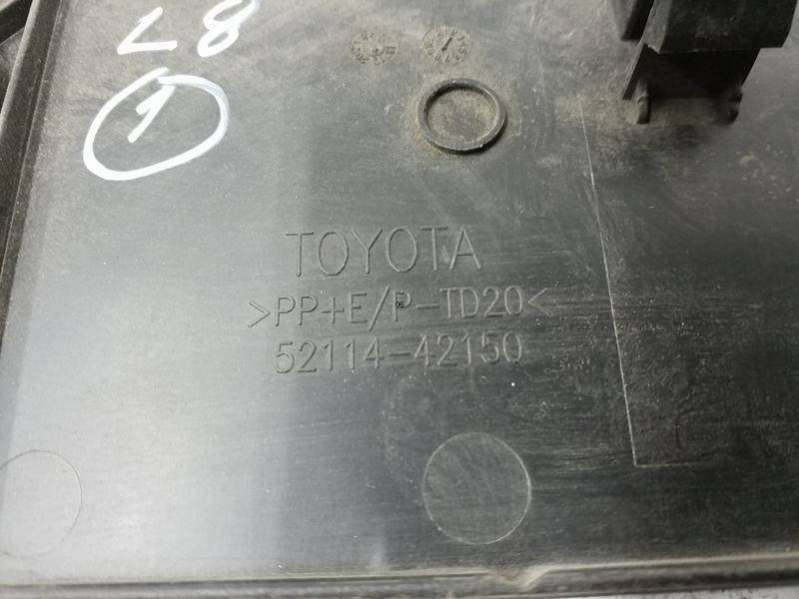 L8
1
TOYOTA
>PP+E/P-TD20<
52114-42150